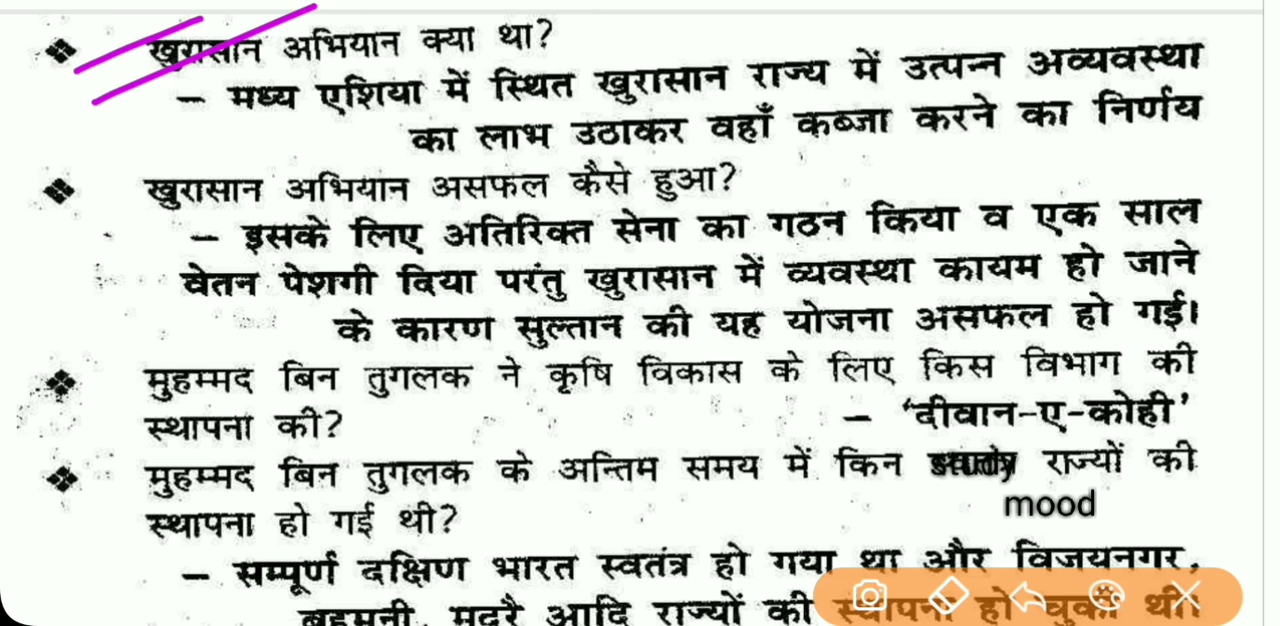 ❖ खुरासान अभियान क्या था?
– मध्य एशिया में स्थित खुरासान राज्य में उत्पन्न अव्यवस्था
का लाभ उठाकर वहाँ कब्जा करने का निर्णय
❖ खुरासान अभियान असफल कैसे हुआ?
– इसके लिए अतिरिक्त सेना का गठन किया व एक साल
वेतन पेशगी दिया परंतु खुरासान में व्यवस्था कायम हो जाने
के कारण सुल्तान की यह योजना असफल हो गई।
❖ मुहम्मद बिन तुगलक ने कृषि विकास के लिए किस विभाग की
स्थापना की? – ‘दीवान-ए-कोही’
❖ मुहम्मद बिन तुगलक के अन्तिम समय में किन study राज्यों की
mood
स्थापना हो गई थी?
– सम्पूर्ण दक्षिण भारत स्वतंत्र हो गया था और विजयनगर,
बहमनी, मदुरै आदि राज्यों की स्थापना हो चुकी थी।